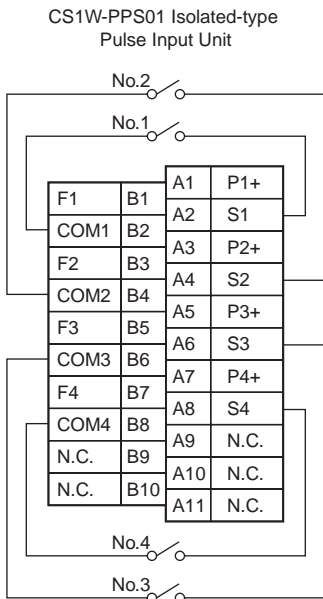 CS1W-PPS01 Isolated-type
Pulse Input Unit
No.2
No.1
A1 P1+
F1 B1
A2 S1
COM1 B2
A3 P2+
F2 B3
A4 S2
COM2 B4
A5 P3+
F3 B5
A6 S3
COM3 B6
A7 P4+
F4 B7
A8 S4
COM4 B8
A9 N.C.
N.C. B9
A10 N.C.
N.C. B10
A11 N.C.
No.4
No.3